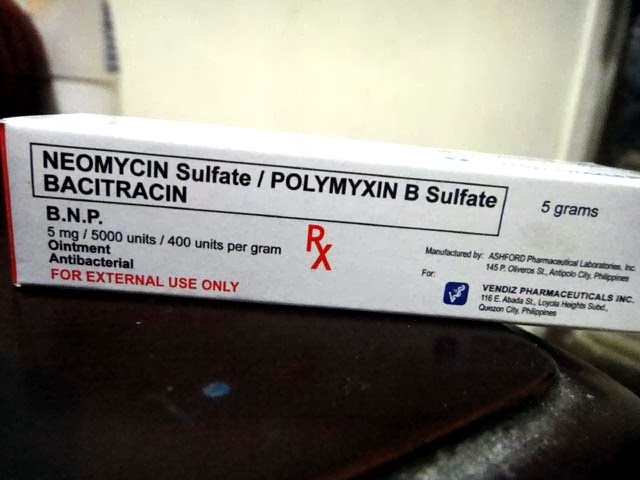 NEOMYCIN Sulfate / POLYMYXIN B Sulfate
BACITRACIN
5 grams
B.N.P.
5 mg / 5000 units / 400 units per gram
Ointment
Antibacterial
FOR EXTERNAL USE ONLY
Rx
Manufactured by: ASHFORD Pharmaceutical Laboratories, Inc.
145 P. Oliveros St., Antipolo City, Philippines
For:
VENDIZ PHARMACEUTICALS INC.
116 E. Abada St., Loyola Heights Subd.,
Quezon City, Philippines